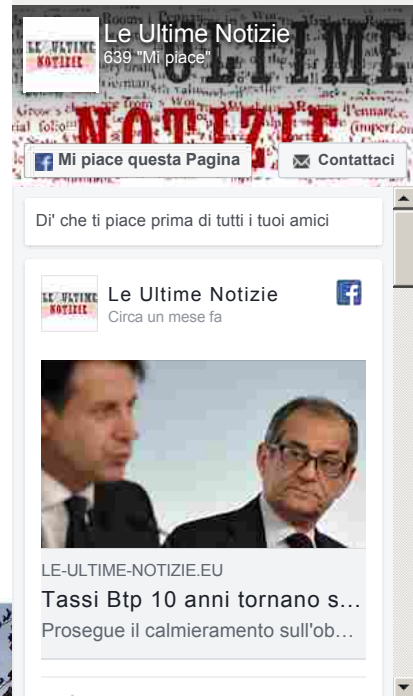 Le Ultime Notizie
639 "Mi piace"
LE ULTIME
NOTIZIE
ULTIME
NOTIZIE
Mi piace questa Pagina
Contattaci
Di' che ti piace prima di tutti i tuoi amici
LE ULTIME
NOTIZIE
Le Ultime Notizie
Circa un mese fa
LE-ULTIME-NOTIZIE.EU
Tassi Btp 10 anni tornano s...
Prosegue il calmieramento sull'ob...